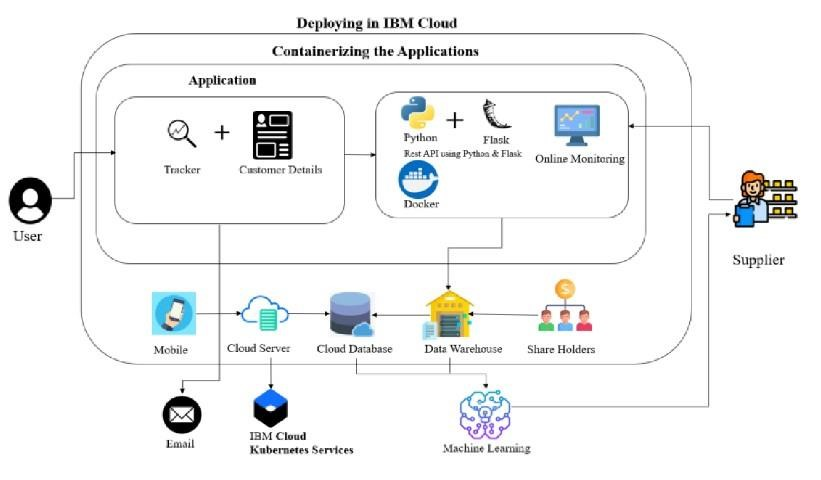 Deploying in IBM Cloud
Containerizing the Applications
Application
Tracker
+
Customer Details
Python
+
Flask
Rest API using Python & Flask
Online Monitoring
Docker
User
Supplier
Mobile
Cloud Server
Cloud Database
Data Warehouse
Share Holders
Email
IBM Cloud
Kubernetes Services
Machine Learning